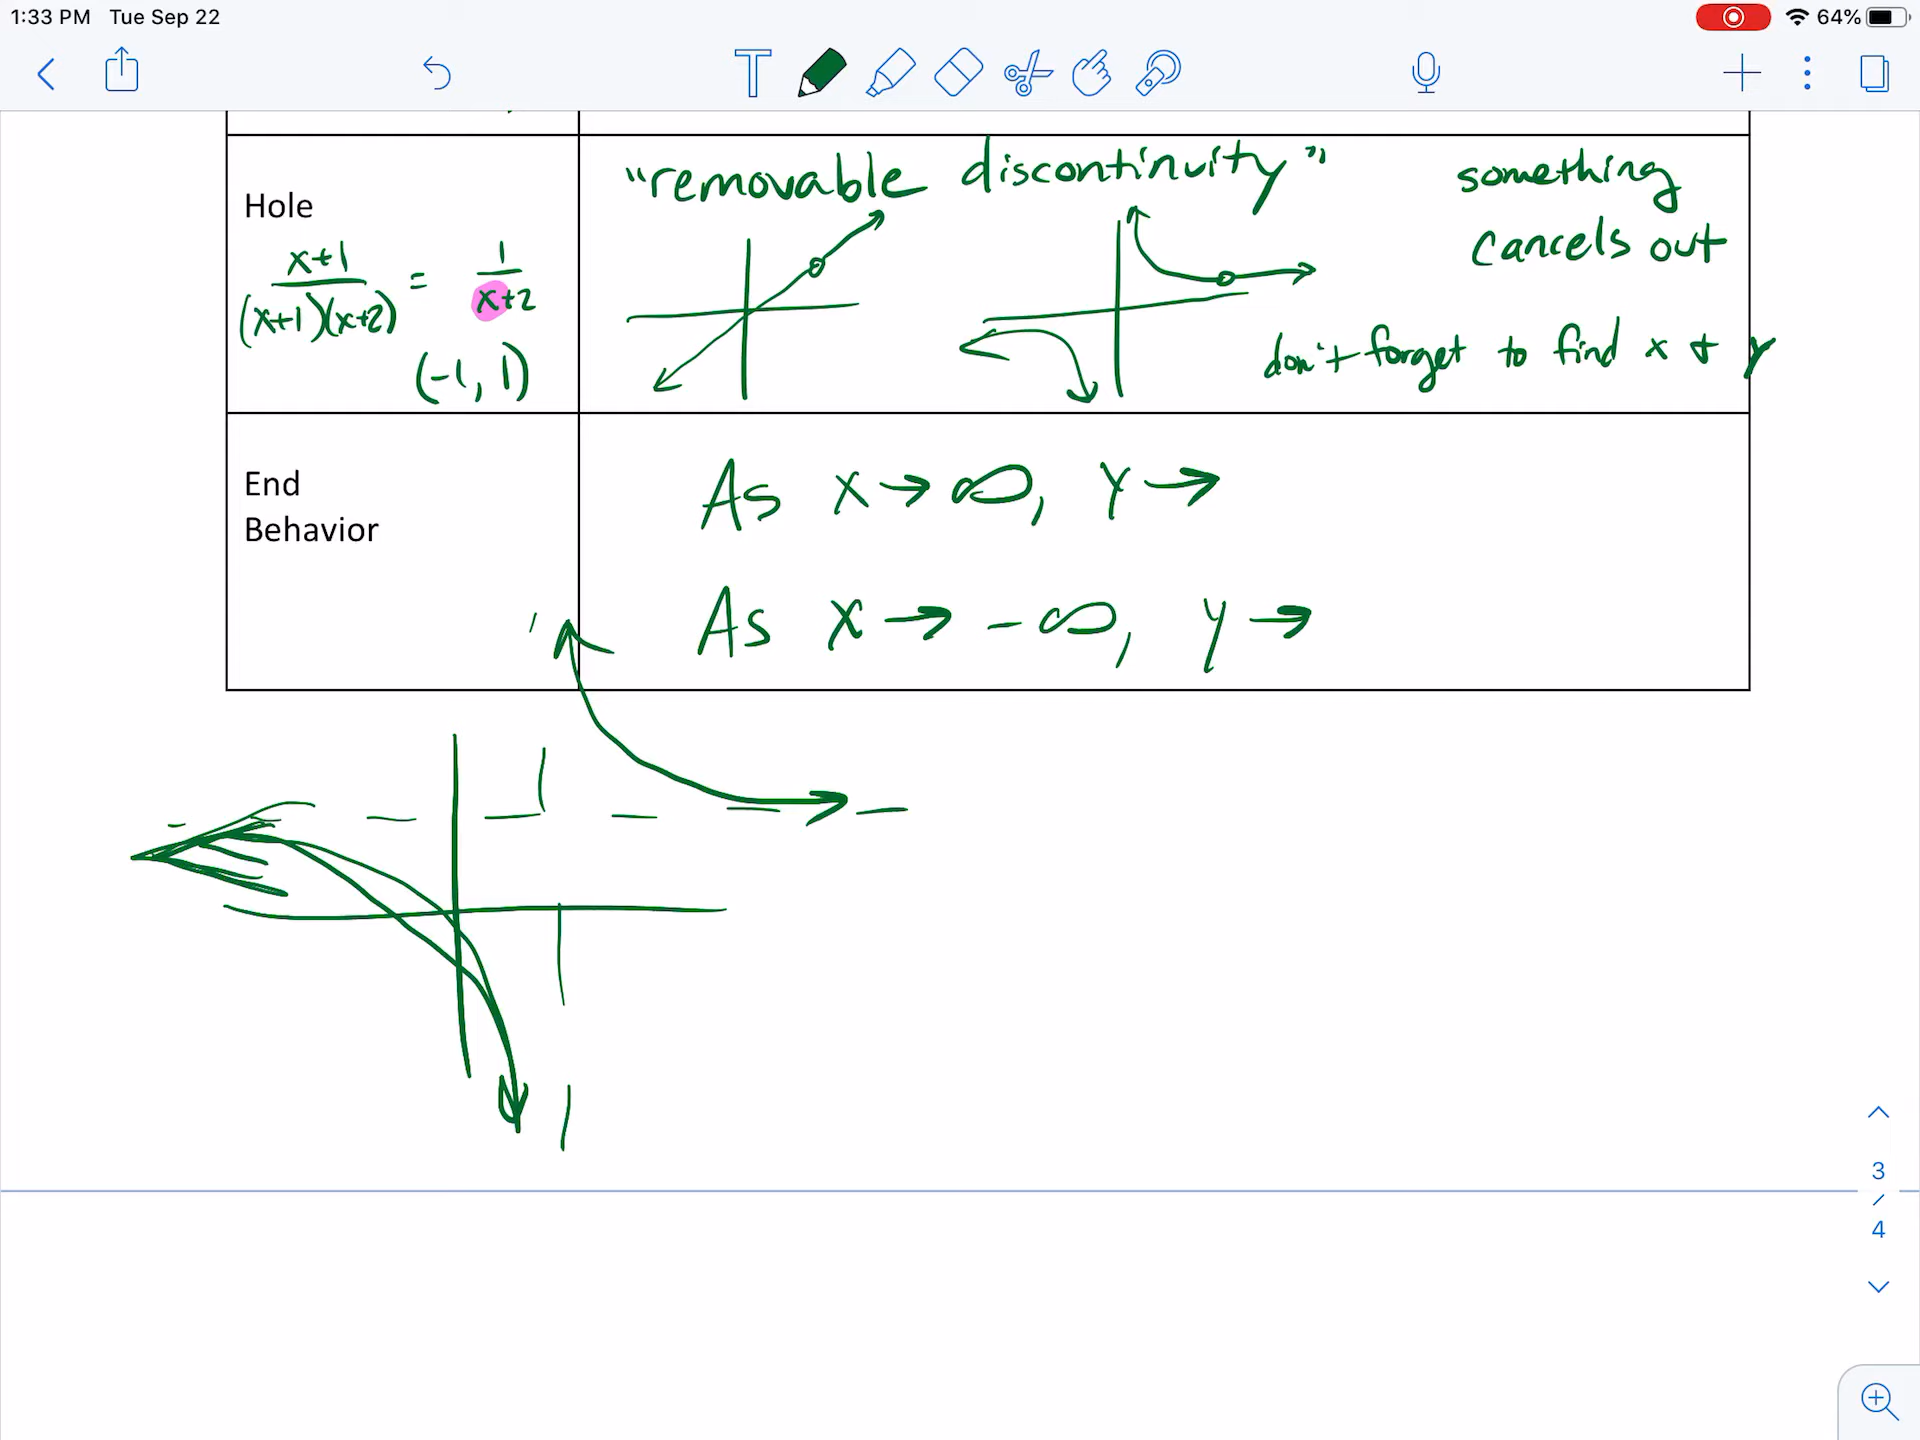 1:33 PM Tue Sep 22
64%
T
Hole
x+1
(x+1)(x+2)
=
1
x+2
(-1, 1)
"removable discontinuity"
something
cancels out
don't forget to find x & y
End
Behavior
As x → ∞, y →
As x → -∞, y →
3
/
4